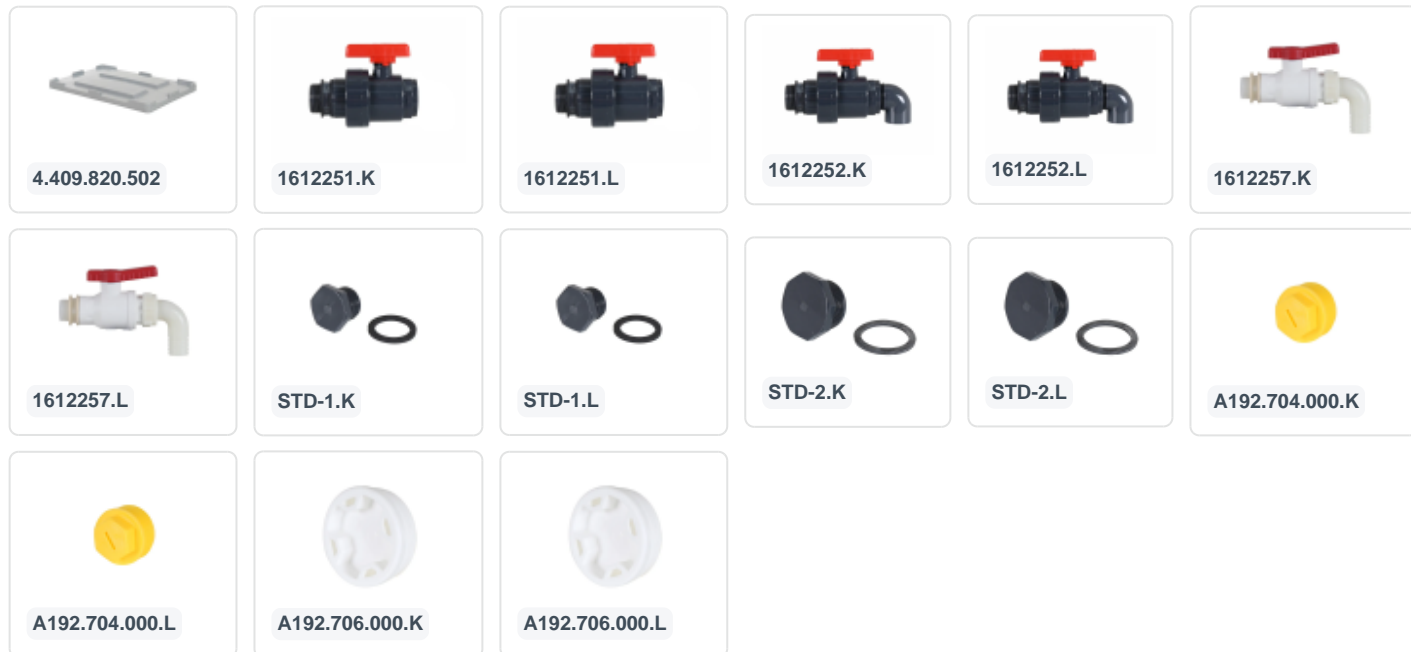 4.409.820.502
1612251.K
1612251.L
1612252.K
1612252.L
1612257.K
1612257.L
STD-1.K
STD-1.L
STD-2.K
STD-2.L
A192.704.000.K
A192.704.000.L
A192.706.000.K
A192.706.000.L